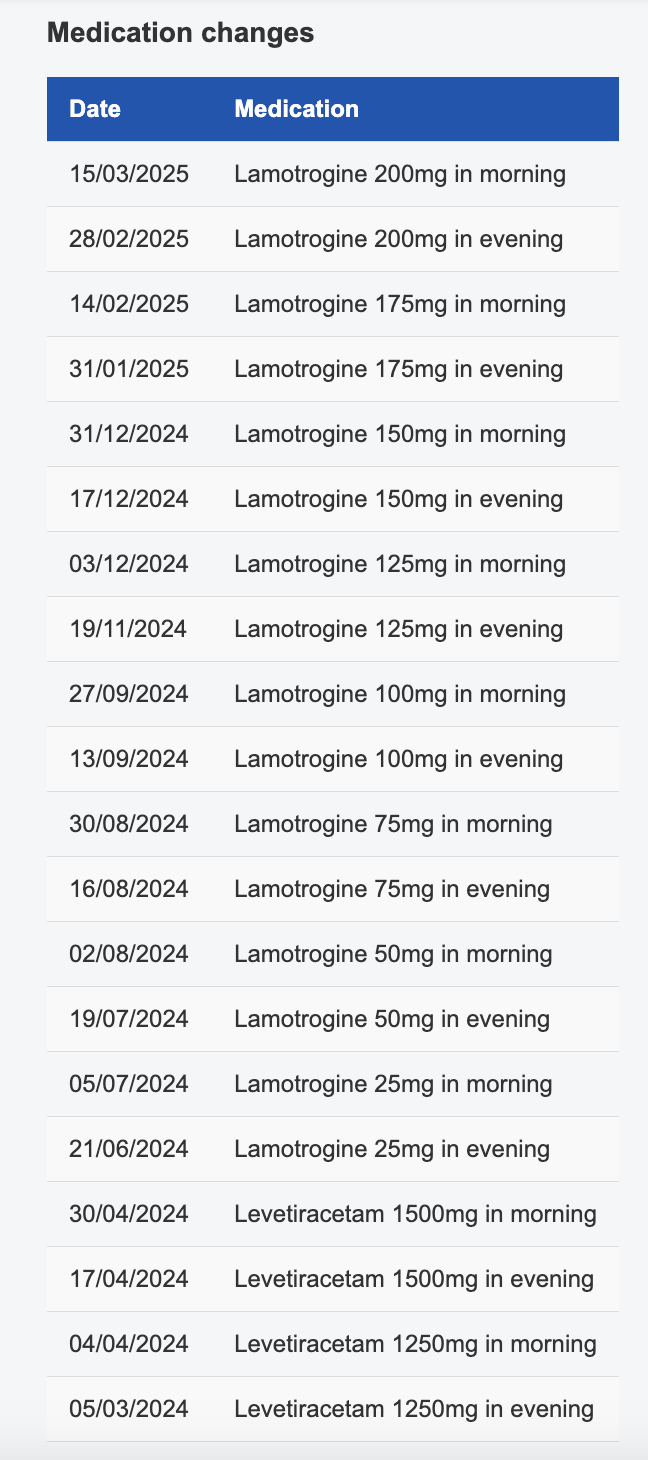 Medication changes
Date Medication
15/03/2025 Lamotrogine 200mg in morning
28/02/2025 Lamotrogine 200mg in evening
14/02/2025 Lamotrogine 175mg in morning
31/01/2025 Lamotrogine 175mg in evening
31/12/2024 Lamotrogine 150mg in morning
17/12/2024 Lamotrogine 150mg in evening
03/12/2024 Lamotrogine 125mg in morning
19/11/2024 Lamotrogine 125mg in evening
27/09/2024 Lamotrogine 100mg in morning
13/09/2024 Lamotrogine 100mg in evening
30/08/2024 Lamotrogine 75mg in morning
16/08/2024 Lamotrogine 75mg in evening
02/08/2024 Lamotrogine 50mg in morning
19/07/2024 Lamotrogine 50mg in evening
05/07/2024 Lamotrogine 25mg in morning
21/06/2024 Lamotrogine 25mg in evening
30/04/2024 Levetiracetam 1500mg in morning
17/04/2024 Levetiracetam 1500mg in evening
04/04/2024 Levetiracetam 1250mg in morning
05/03/2024 Levetiracetam 1250mg in evening